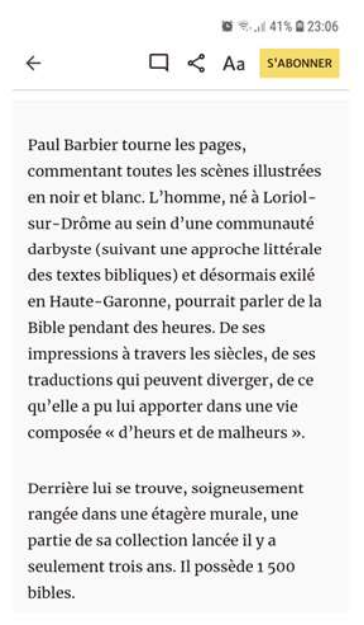 41% 23:06
Aa S'ABONNER
Paul Barbier tourne les pages,
commentant toutes les scènes illustrées
en noir et blanc. L'homme, né à Loriol-
sur-Drôme au sein d'une communauté
darbyste (suivant une approche littérale
des textes bibliques) et désormais exilé
en Haute-Garonne, pourrait parler de la
Bible pendant des heures. De ses
impressions à travers les siècles, de ses
traductions qui peuvent diverger, de ce
qu'elle a pu lui apporter dans une vie
composée « d'heurs et de malheurs ».
Derrière lui se trouve, soigneusement
rangée dans une étagère murale, une
partie de sa collection lancée il y a
seulement trois ans. Il possède 1 500
bibles.